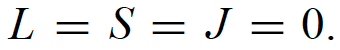 L = S = J = 0.